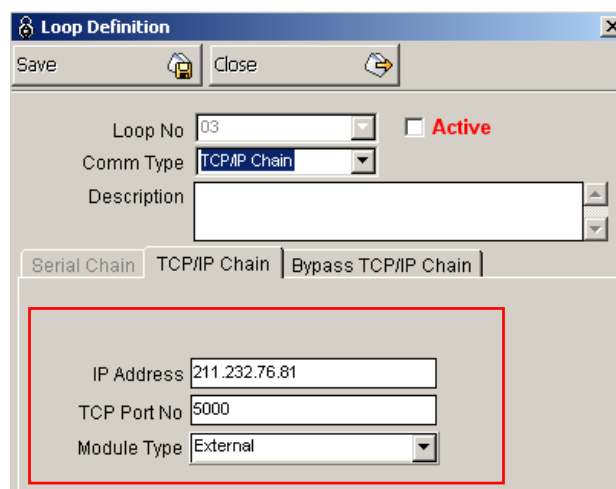 Loop Definition
Save Close
Loop No 03 Active
Comm Type TCP/IP Chain
Description
Serial Chain TCP/IP Chain Bypass TCP/IP Chain
IP Address 211.232.76.81
TCP Port No 5000
Module Type External